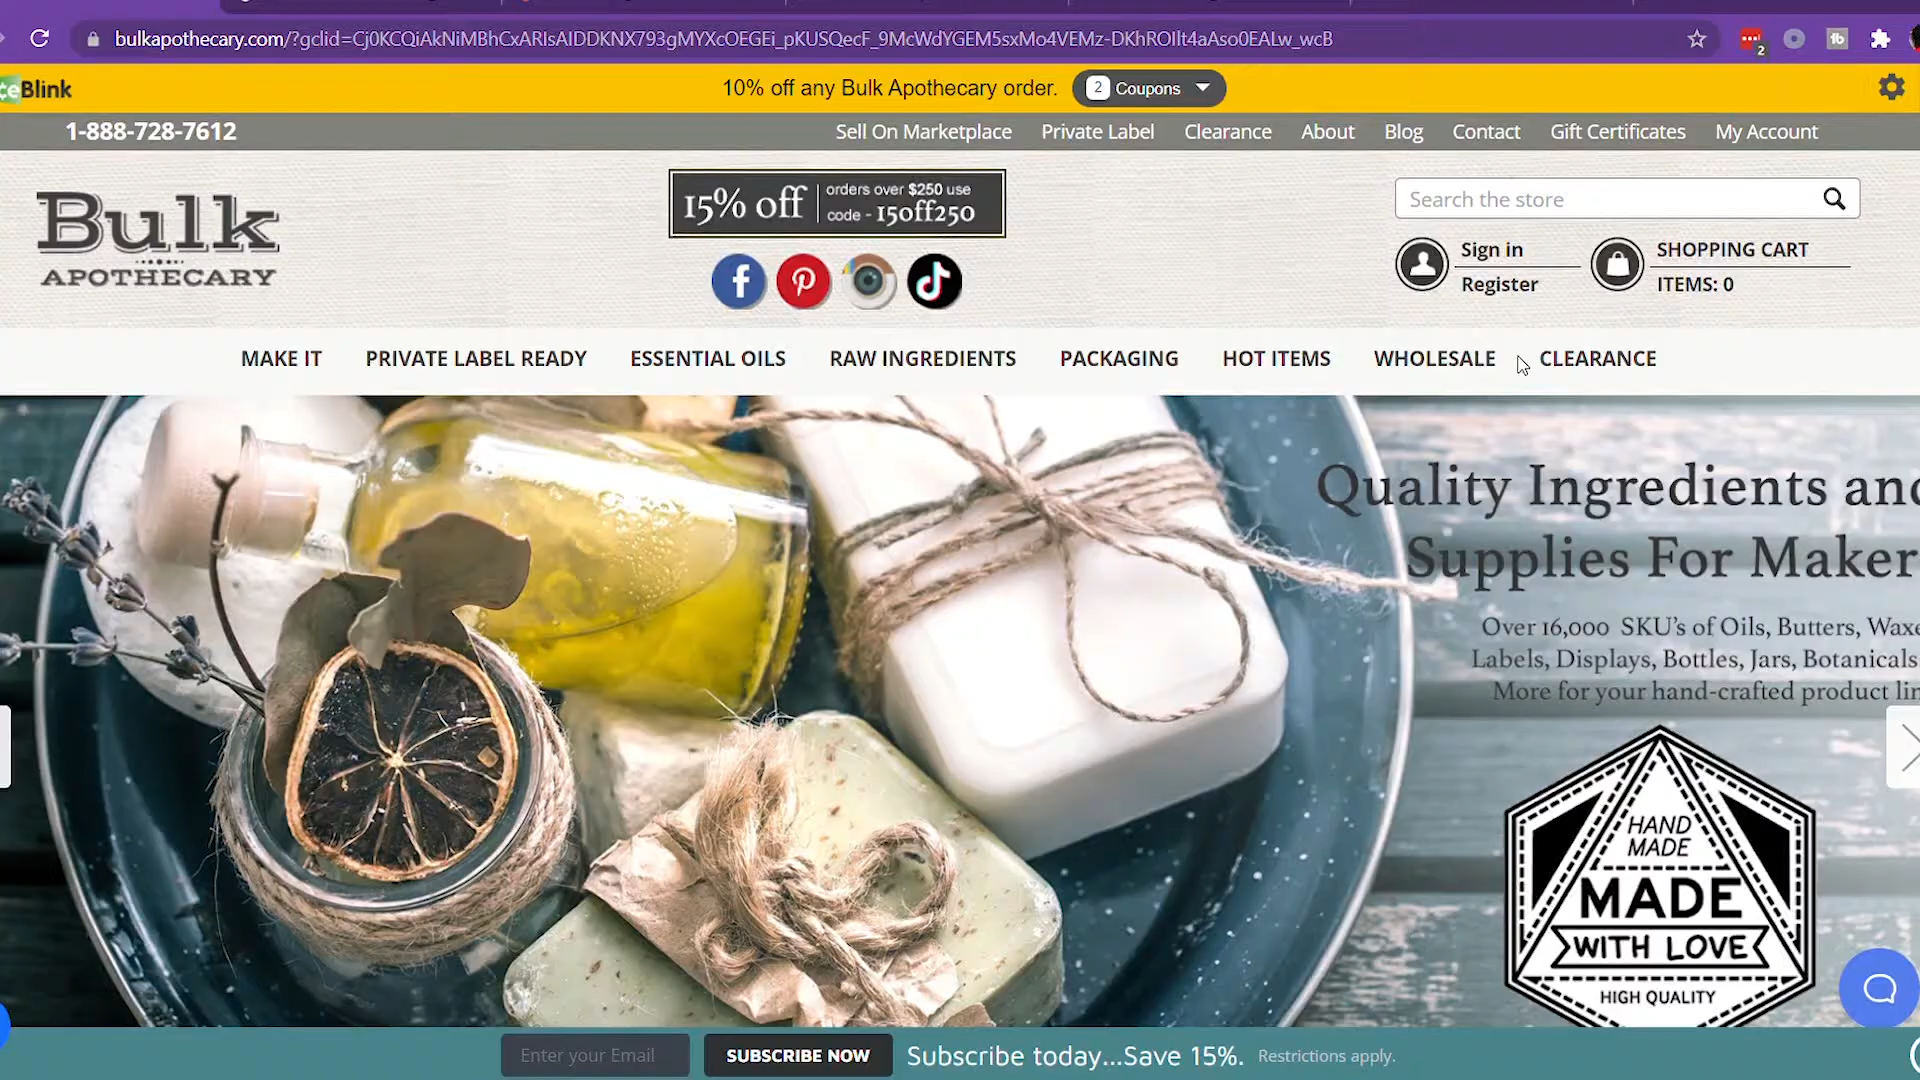 bulkapothecary.com/?gclid=Cj0KCQiAkNiMBhCxARIsAIDDKNX793gMYXcOEGEi_pKUSQecF_9McWdYGEM5sxMo4VEMz-DKhROIlt4aAso0EALw_wcB
2
ceBlink
10% off any Bulk Apothecary order.
2 Coupons
1-888-728-7612
Sell On Marketplace Private Label Clearance About Blog Contact Gift Certificates My Account
Bulk
APOTHECARY
15% off
orders over $250 use
code - 15off250
Search the store
Sign in
Register
SHOPPING CART
ITEMS: 0
MAKE IT PRIVATE LABEL READY ESSENTIAL OILS RAW INGREDIENTS PACKAGING HOT ITEMS WHOLESALE CLEARANCE
Quality Ingredients and
Supplies For Maker
Over 16,000 SKU's of Oils, Butters, Waxe
Labels, Displays, Bottles, Jars, Botanicals
More for your hand-crafted product lin
HAND
MADE
MADE
WITH LOVE
HIGH QUALITY
Enter your Email
SUBSCRIBE NOW
Subscribe today...Save 15%. Restrictions apply.